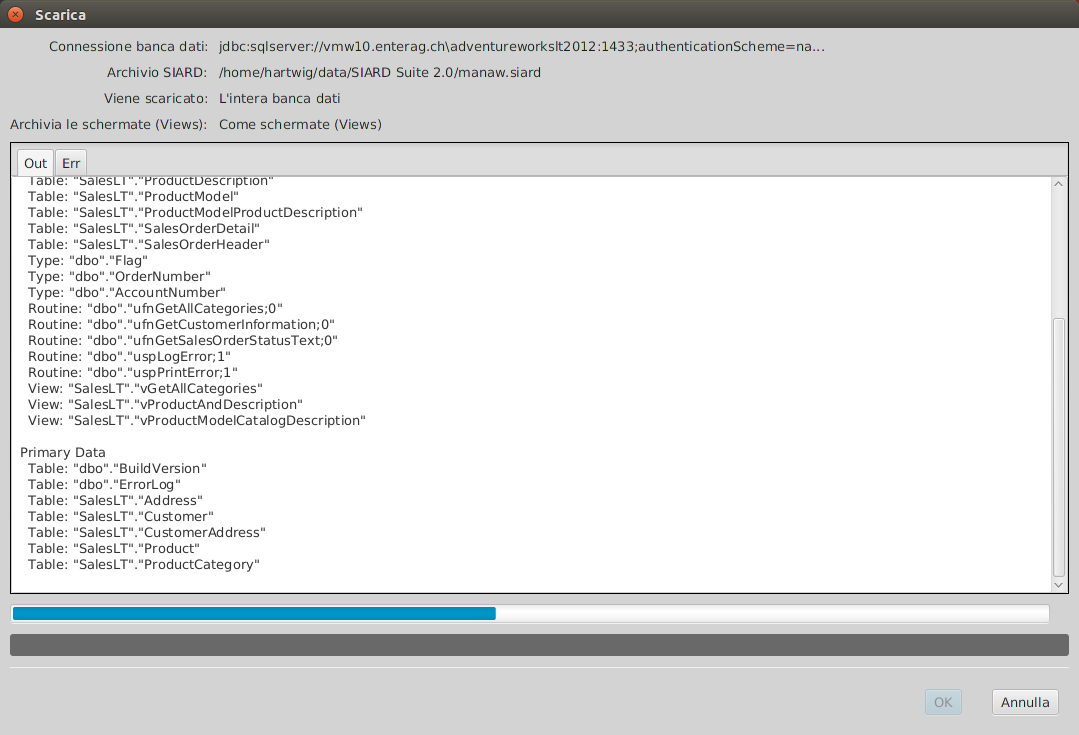 Scarica
Connessione banca dati: jdbc:sqlserver://vmw10.enterag.ch\adventureworkslt2012:1433;authenticationScheme=na...
Archivio SIARD: /home/hartwig/data/SIARD Suite 2.0/manaw.siard
Viene scaricato: L'intera banca dati
Archivia le schermate (Views): Come schermate (Views)
Out Err
Table: "SalesLT"."ProductDescription"
Table: "SalesLT"."ProductModel"
Table: "SalesLT"."ProductModelProductDescription"
Table: "SalesLT"."SalesOrderDetail"
Table: "SalesLT"."SalesOrderHeader"
Type: "dbo"."Flag"
Type: "dbo"."OrderNumber"
Type: "dbo"."AccountNumber"
Routine: "dbo"."ufnGetAllCategories;0"
Routine: "dbo"."ufnGetCustomerInformation;0"
Routine: "dbo"."ufnGetSalesOrderStatusText;0"
Routine: "dbo"."uspLogError;1"
Routine: "dbo"."uspPrintError;1"
View: "SalesLT"."vGetAllCategories"
View: "SalesLT"."vProductAndDescription"
View: "SalesLT"."vProductModelCatalogDescription"
Primary Data
Table: "dbo"."BuildVersion"
Table: "dbo"."ErrorLog"
Table: "SalesLT"."Address"
Table: "SalesLT"."Customer"
Table: "SalesLT"."CustomerAddress"
Table: "SalesLT"."Product"
Table: "SalesLT"."ProductCategory"
OK Annulla